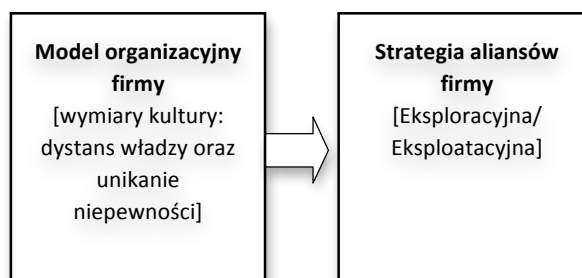 Model organizacyjny
firmy
[wymiary kultury:
dystans władzy oraz
unikanie
niepewności]
Strategia aliansów
firmy
[Eksploracyjna/
Eksploatacyjna]